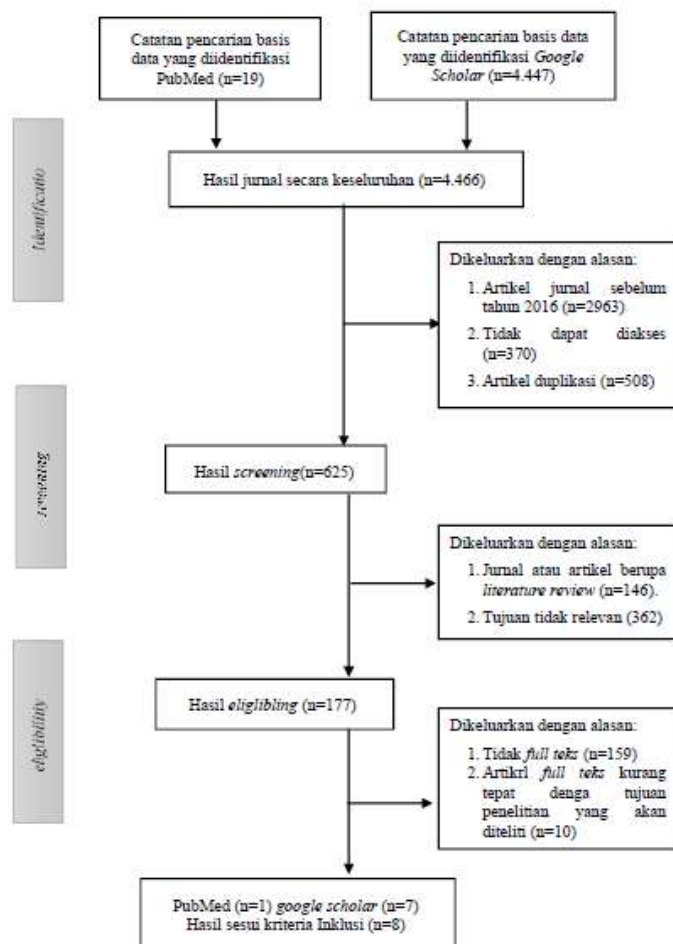 Catatan pencarian basis
data yang diidentifikasi
PubMed (n=19)
Catatan pencarian basis data
yang diidentifikasi Google
Scholar (n=4.447)
Identificatio
Hasil jurnal secara keseluruhan (n=4.466)
Dikeluarkan dengan alasan:
1. Artikel jurnal sebelum
tahun 2016 (n=2963)
2. Tidak dapat diakses
(n=370)
3. Artikel duplikasi (n=508)
screening
Hasil screening(n=625)
Dikeluarkan dengan alasan:
1. Jurnal atau artikel berupa
literature review (n=146).
2. Tujuan tidak relevan (362)
eligibility
Hasil eliglibling (n=177)
Dikeluarkan dengan alasan:
1. Tidak full teks (n=159)
2. Artikrl full teks kurang
tepat denga tujuan
penelitian yang akan
diteliti (n=10)
PubMed (n=1) google scholar (n=7)
Hasil sesui kriteria Inklusi (n=8)